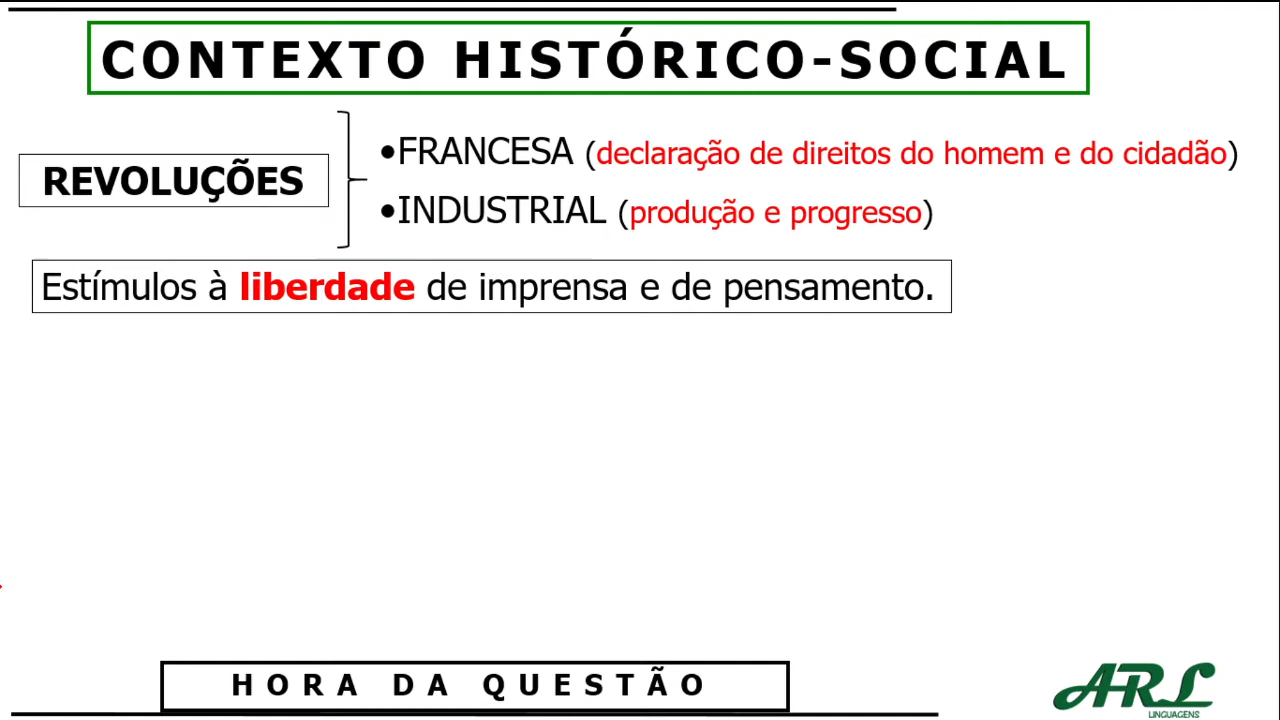 CONTEXTO HISTÓRICO-SOCIAL
REVOLUÇÕES
•FRANCESA (declaração de direitos do homem e do cidadão)
•INDUSTRIAL (produção e progresso)
Estímulos à liberdade de imprensa e de pensamento.
HORA DA QUESTÃO
ARL
LINGUAGENS